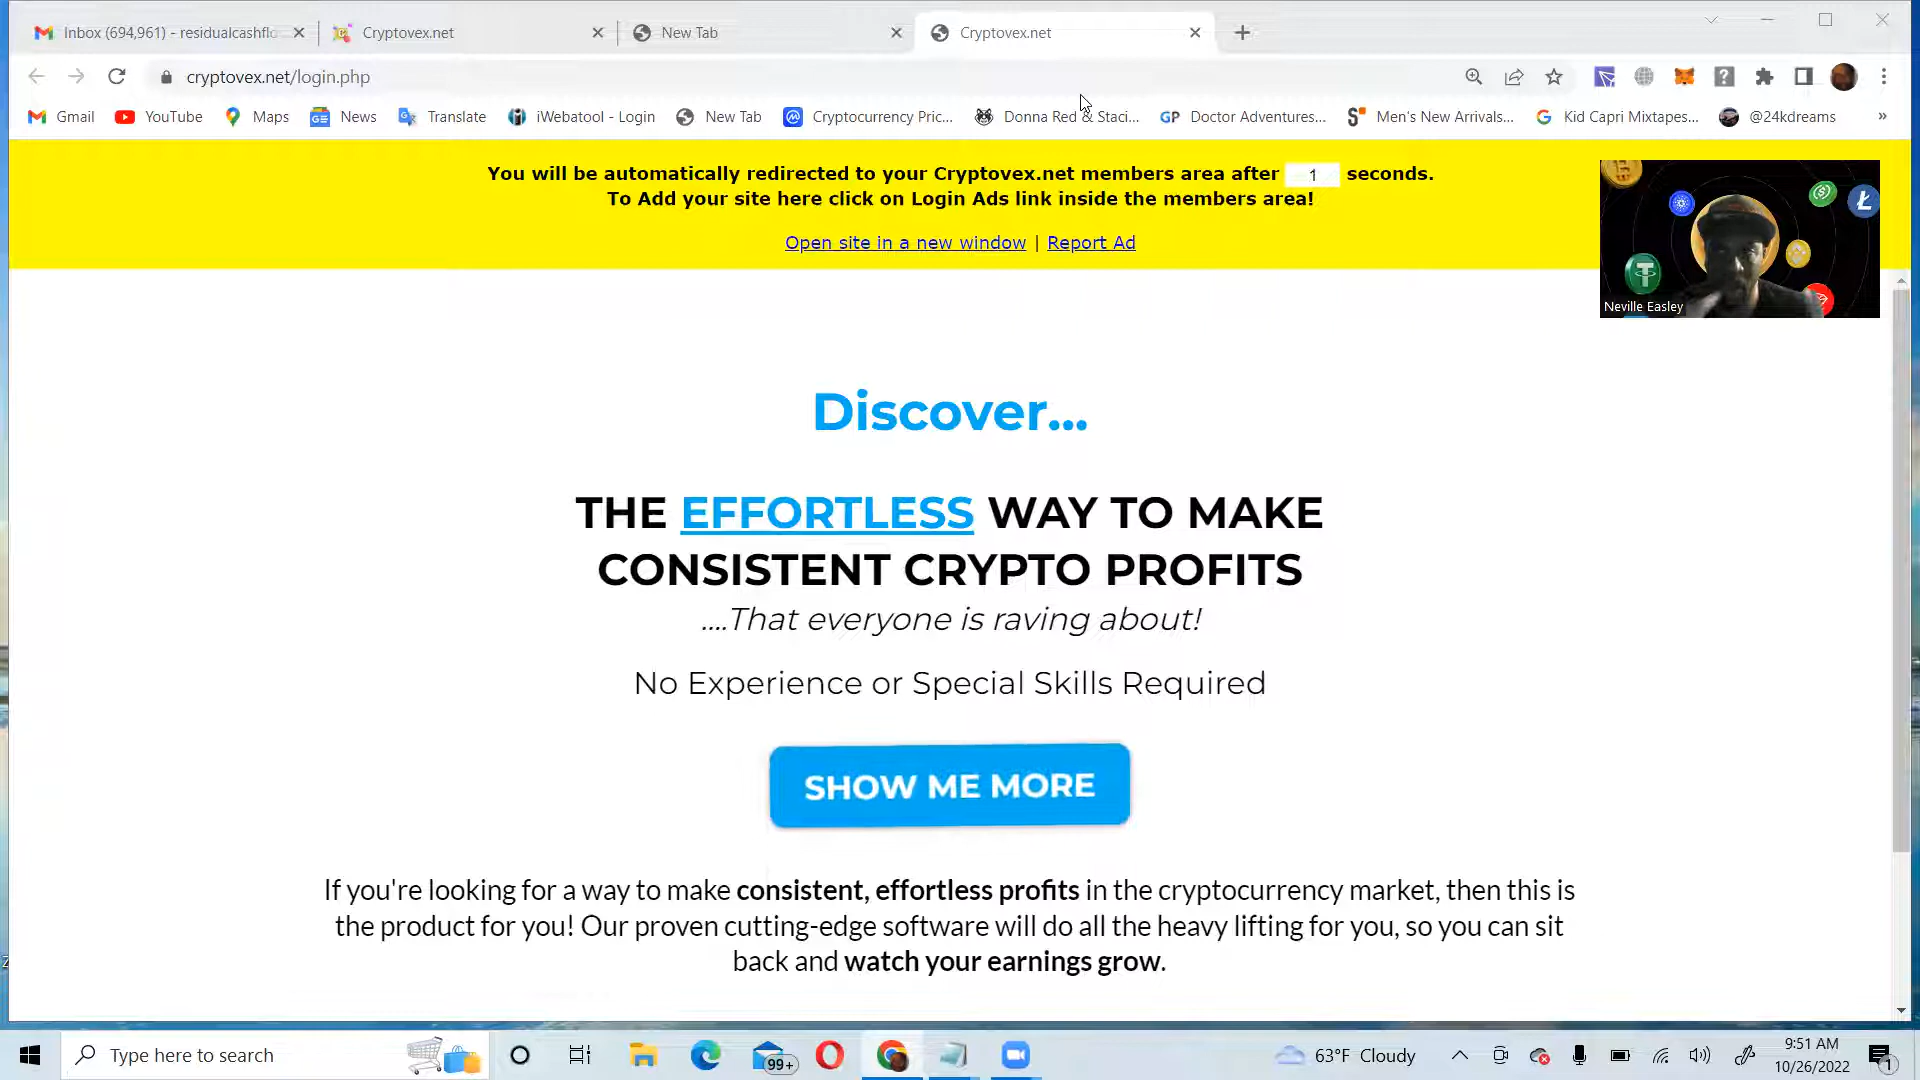 Inbox (694,961) - residualcashflo
Cryptovex.net
New Tab
Cryptovex.net
cryptovex.net/login.php
Gmail
YouTube
Maps
News
Translate
iWebatool - Login
New Tab
Cryptocurrency Pric...
Donna Red & Staci...
GP Doctor Adventures...
Men's New Arrivals...
Kid Capri Mixtapes...
@24kdreams
»
You will be automatically redirected to your Cryptovex.net members area after 1 seconds.
To Add your site here click on Login Ads link inside the members area!
Open site in a new window | Report Ad
Neville Easley
Discover...
THE EFFORTLESS WAY TO MAKE
CONSISTENT CRYPTO PROFITS
....That everyone is raving about!
No Experience or Special Skills Required
SHOW ME MORE
If you're looking for a way to make consistent, effortless profits in the cryptocurrency market, then this is
the product for you! Our proven cutting-edge software will do all the heavy lifting for you, so you can sit
back and watch your earnings grow.
Type here to search
99+
63°F Cloudy
9:51 AM
10/26/2022
1